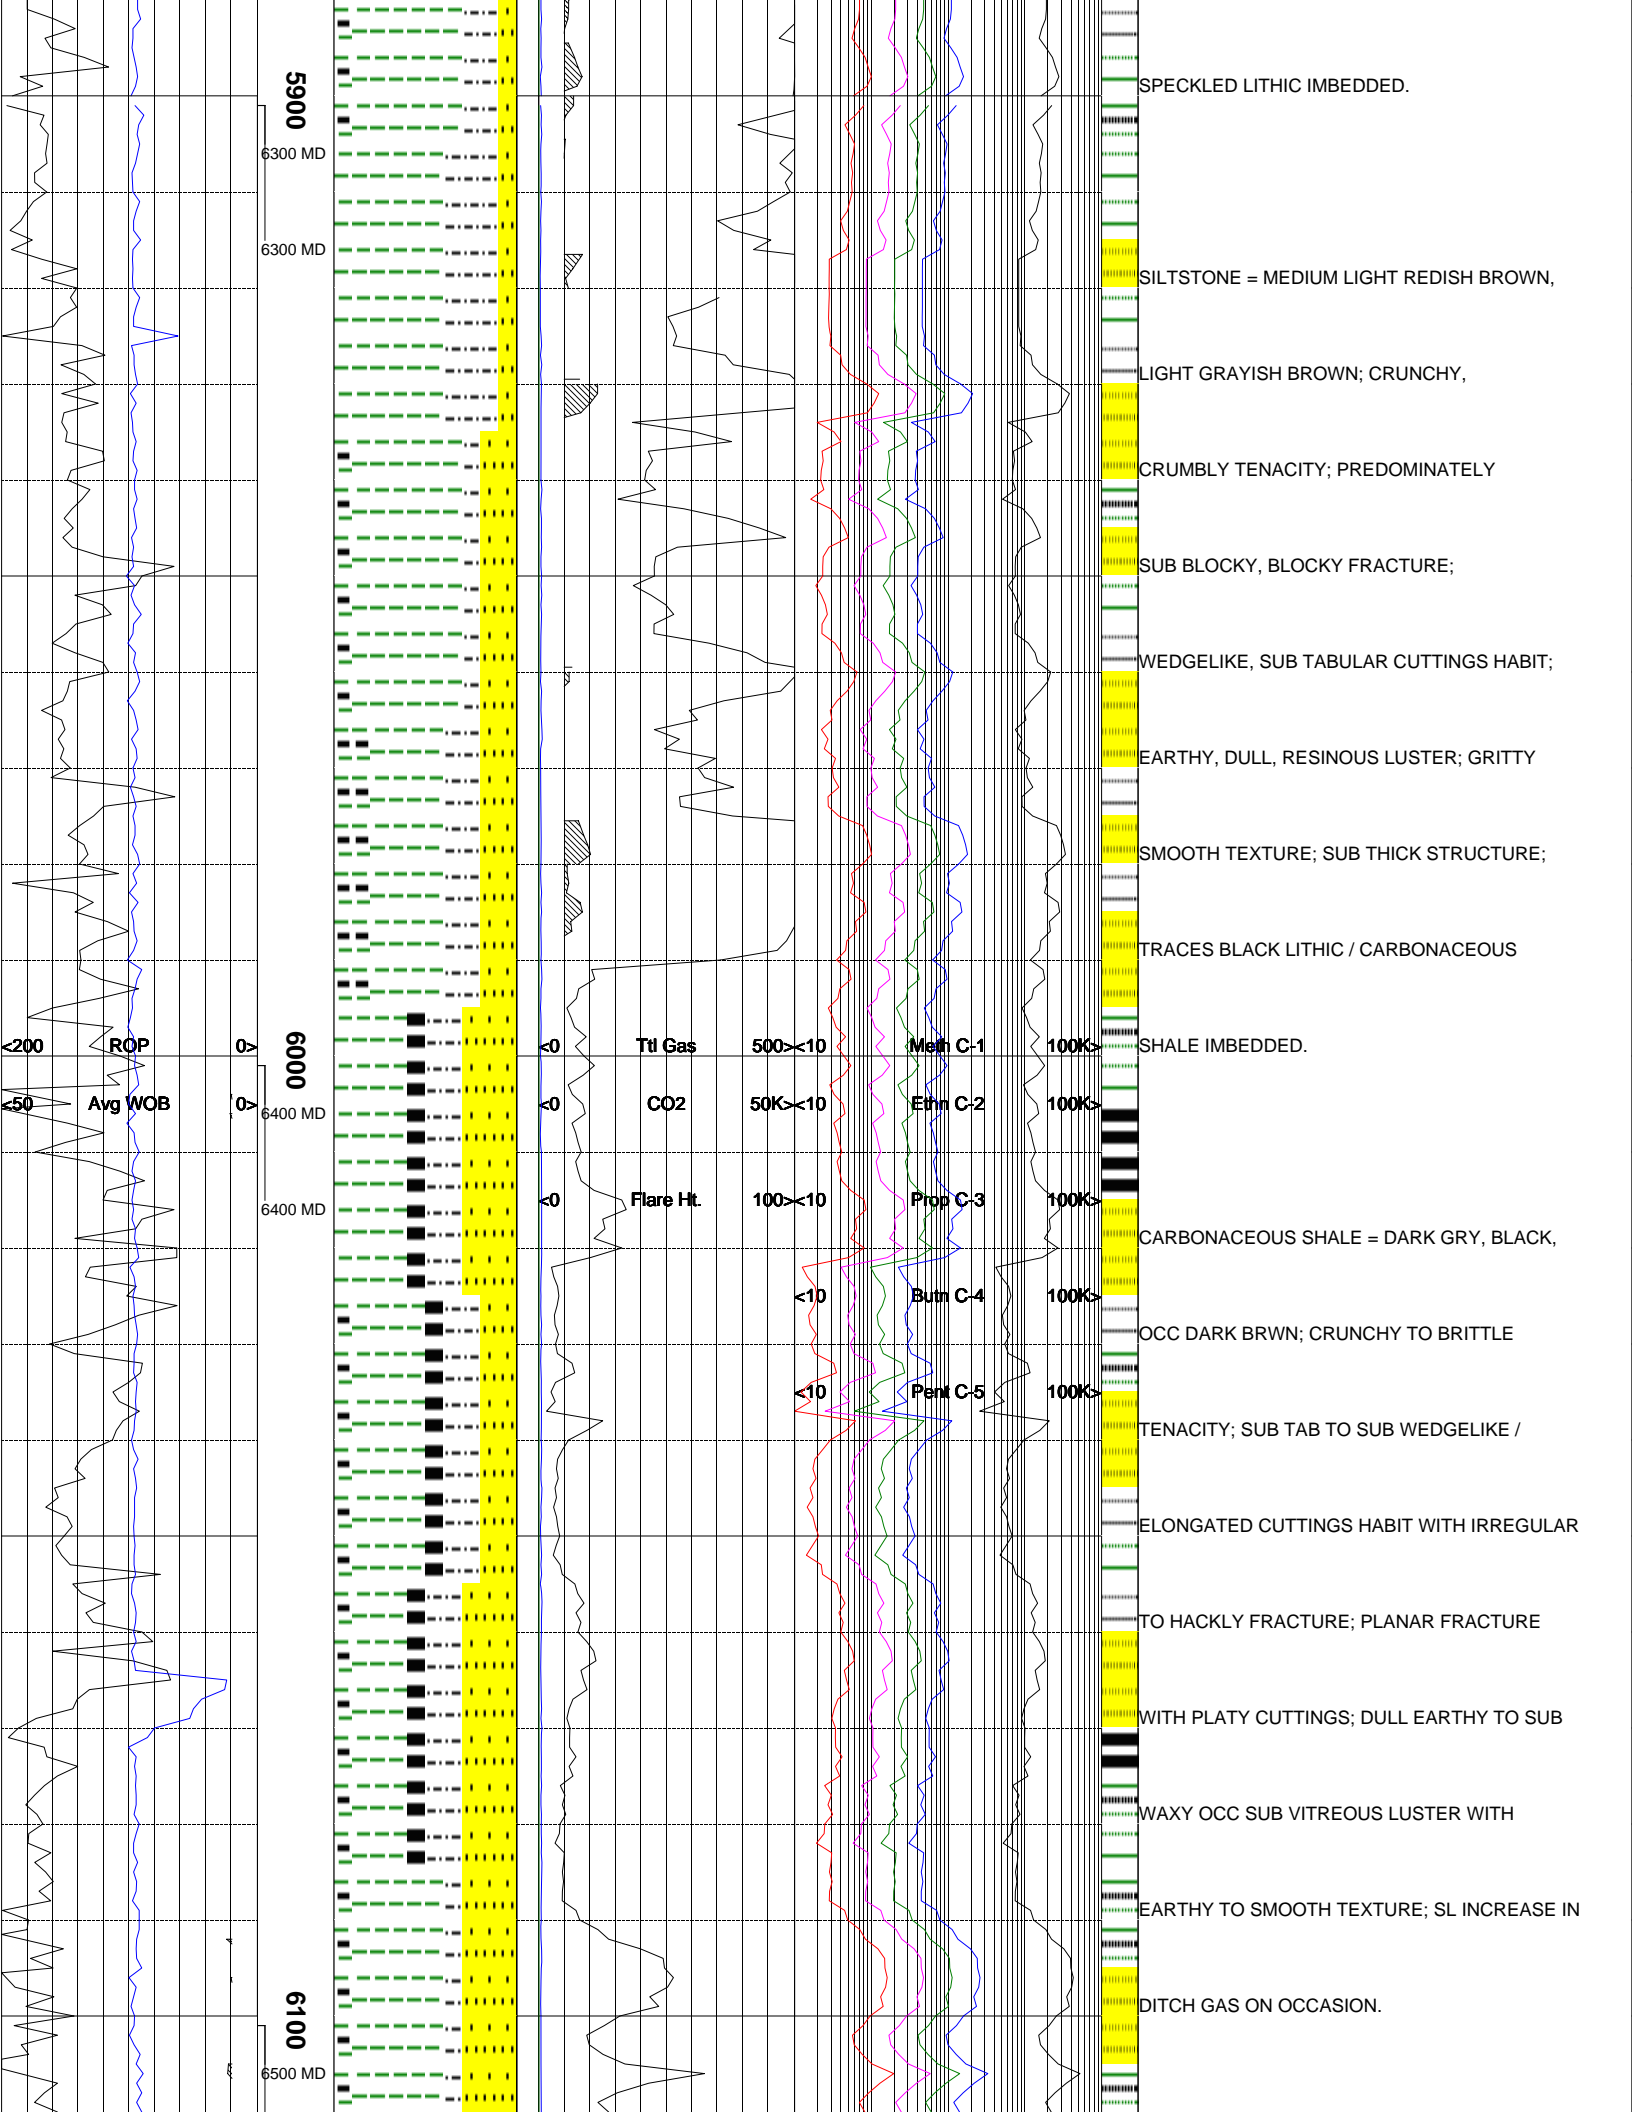 SPECKLED LITHIC IMBEDDED.
5900
6300 MD
6300 MD
SILTSTONE = MEDIUM LIGHT REDISH BROWN,
LIGHT GRAYISH BROWN; CRUNCHY,
CRUMBLY TENACITY; PREDOMINATELY
SUB BLOCKY, BLOCKY FRACTURE;
WEDGELIKE, SUB TABULAR CUTTINGS HABIT;
EARTHY, DULL, RESINOUS LUSTER; GRITTY
SMOOTH TEXTURE; SUB THICK STRUCTURE;
TRACES BLACK LITHIC / CARBONACEOUS
<200 ROP 0> 6000 <0 Ttl Gas 500> <10 Meth C-1 100K> SHALE IMBEDDED.
<50 Avg WOB 0> 6400 MD <0 CO2 50K> <10 Ethn C-2 100K>
6400 MD <0 Flare Ht. 100> <10 Prop C-3 100K>
CARBONACEOUS SHALE = DARK GRY, BLACK,
<10 Butn C-4 100K>
OCC DARK BRWN; CRUNCHY TO BRITTLE
<10 Pent C-5 100K>
TENACITY; SUB TAB TO SUB WEDGELIKE /
ELONGATED CUTTINGS HABIT WITH IRREGULAR
TO HACKLY FRACTURE; PLANAR FRACTURE
WITH PLATY CUTTINGS; DULL EARTHY TO SUB
WAXY OCC SUB VITREOUS LUSTER WITH
EARTHY TO SMOOTH TEXTURE; SL INCREASE IN
6100 DITCH GAS ON OCCASION.
6500 MD